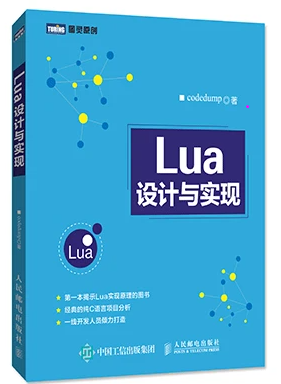 TURING 图灵原创
codedump 著
Lua
设计与实现
Lua
第一本揭示Lua实现原理的图书
经典的纯C语言项目分析
一线开发人员倾力打造
中国工信出版集团
人民邮电出版社
POSTS & TELECOM PRESS
Lua设计与实现
codedump 著
人民邮电出版社